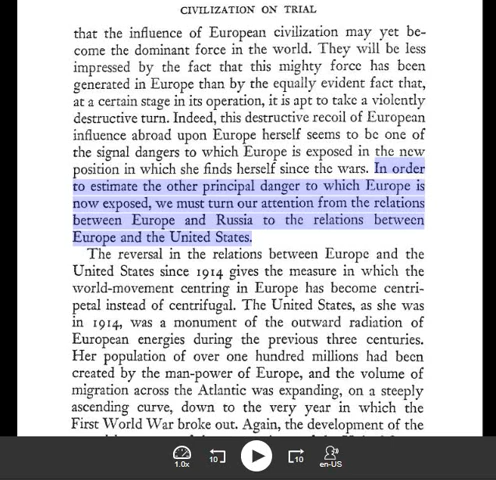 CIVILIZATION ON TRIAL
that the influence of European civilization may yet be-
come the dominant force in the world. They will be less
impressed by the fact that this mighty force has been
generated in Europe than by the equally evident fact that,
at a certain stage in its operation, it is apt to take a violently
destructive turn. Indeed, this destructive recoil of European
influence abroad upon Europe herself seems to be one of
the signal dangers to which Europe is exposed in the new
position in which she finds herself since the wars. In order
to estimate the other principal danger to which Europe is
now exposed, we must turn our attention from the relations
between Europe and Russia to the relations between
Europe and the United States.
The reversal in the relations between Europe and the
United States since 1914 gives the measure in which the
world-movement centring in Europe has become centri-
petal instead of centrifugal. The United States, as she was
in 1914, was a monument of the outward radiation of
European energies during the previous three centuries.
Her population of over one hundred millions had been
created by the man-power of Europe, and the volume of
migration across the Atlantic was expanding, on a steeply
ascending curve, down to the very year in which the
First World War broke out. Again, the development of the
1.0x
10
10
en-US